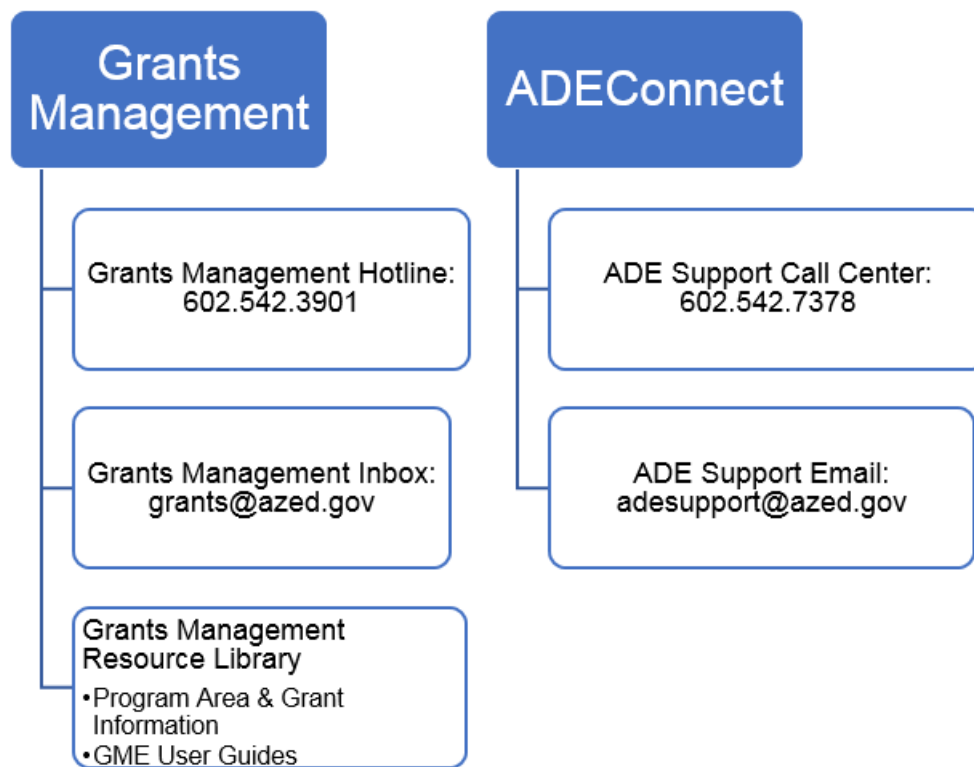 Grants
Management
Grants Management Hotline:
602.542.3901
Grants Management Inbox:
grants@azed.gov
Grants Management
Resource Library
•Program Area & Grant
Information
•GME User Guides
ADEConnect
ADE Support Call Center:
602.542.7378
ADE Support Email:
adesupport@azed.gov